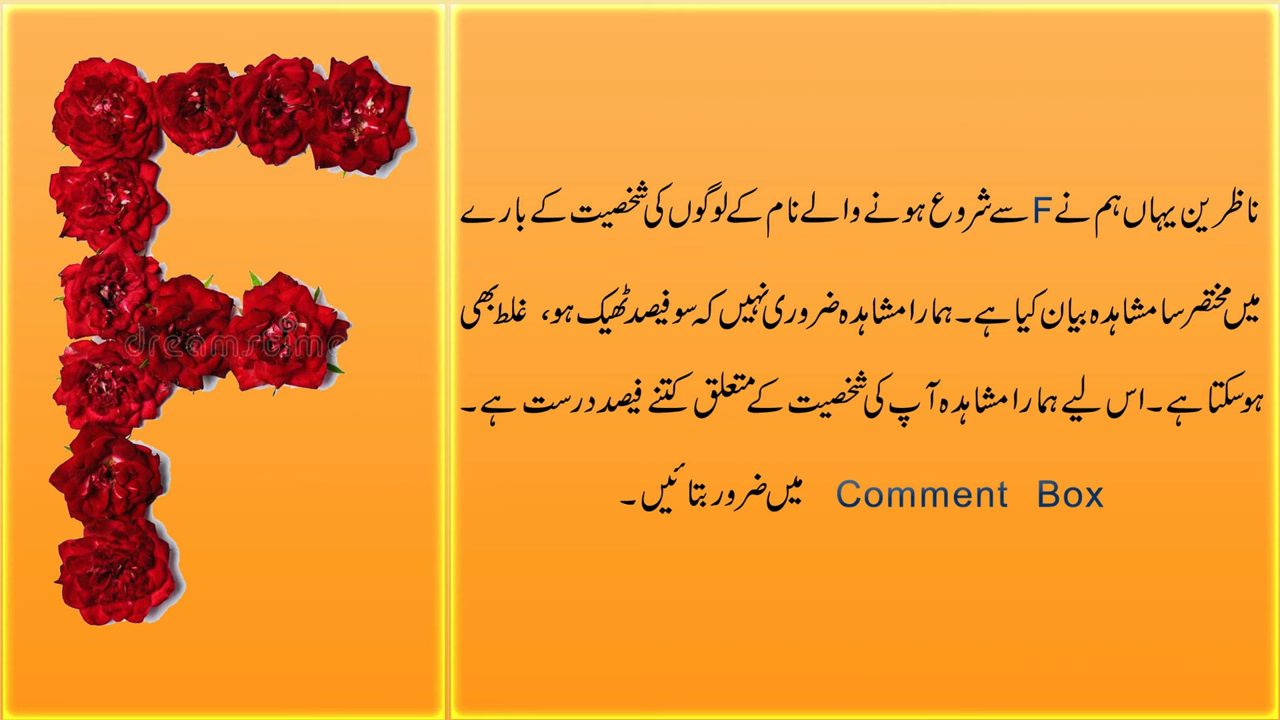 ناظرین یہاں ہم نے F سے شروع ہونے والے نام کے لوگوں کی شخصیت کے بارے
میں مختصر سا مشاہدہ بیان کیا ہے۔ ہمارا مشاہدہ ضروری نہیں کہ سو فیصد ٹھیک ہو، غلط بھی
ہوسکتا ہے۔ اس لیے ہمارا مشاہدہ آپ کی شخصیت کے متعلق کتنے فیصد درست ہے۔
Comment Box میں ضرور بتائیں۔
F
dreamstime